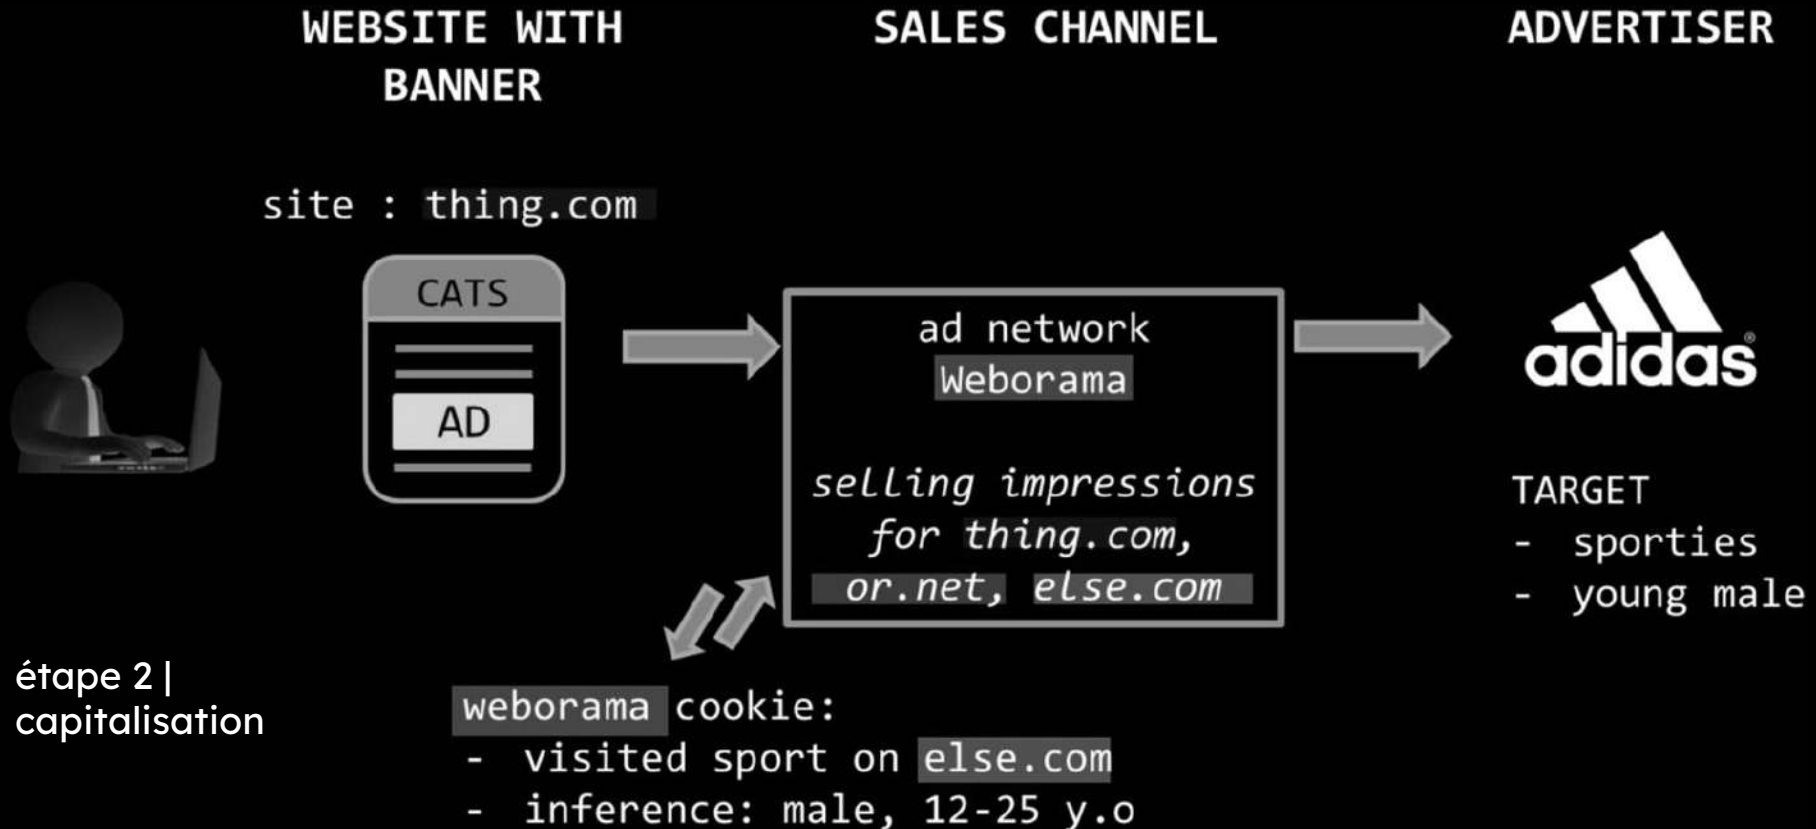 WEBSITE WITH
BANNER
SALES CHANNEL
ADVERTISER
site : thing.com
CATS
AD
ad network
Weborama
selling impressions
for thing.com,
or.net, else.com
adidas®
TARGET
- sporties
- young male
étape 2 |
capitalisation
weborama cookie:
- visited sport on else.com
- inference: male, 12-25 y.o